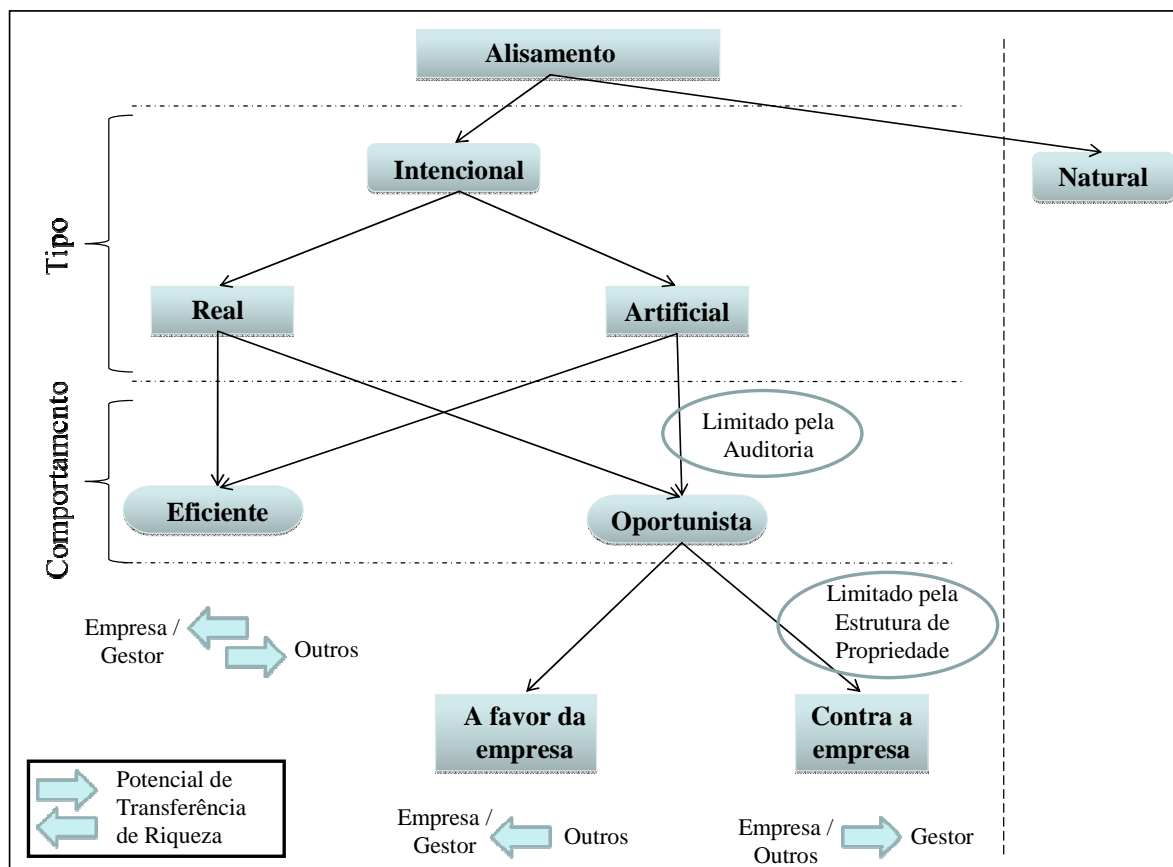 Alisamento
Intencional
Natural
Tipo
Real
Artificial
Comportamento
Limitado pela
Auditoria
Eficiente
Oportunista
Limitado pela
Estrutura de
Propriedade
Empresa /
Gestor
Outros
A favor da
empresa
Contra a
empresa
Potencial de
Transferência
de Riqueza
Empresa /
Gestor
Outros
Empresa /
Outros
Gestor